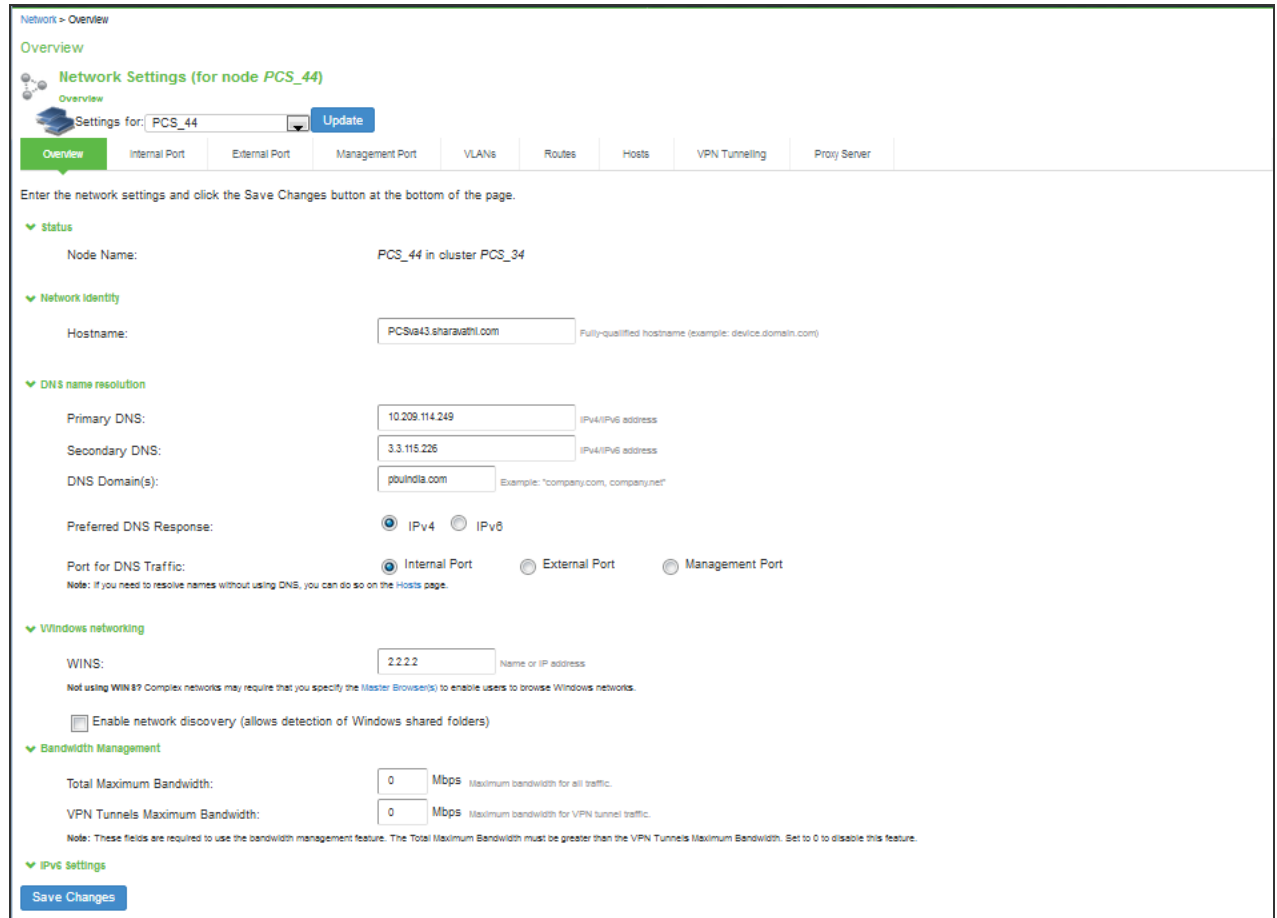 Network > Overview
Overview
Network Settings (for node PCS_44)
Overview
Settings for: PCS_44 Update
Overview Internal Port External Port Management Port VLANs Routes Hosts VPN Tunneling Proxy Server
Enter the network settings and click the Save Changes button at the bottom of the page.
Status
Node Name: PCS_44 in cluster PCS_34
Network Identity
Hostname: PCSva43.sharavathi.com Fully-qualified hostname (example: device.domain.com)
DNS name resolution
Primary DNS: 10.209.114.249 IPv4/IPv6 address
Secondary DNS: 3.3.115.226 IPv4/IPv6 address
DNS Domain(s): pbuindia.com Example: "company.com, company.net"
Preferred DNS Response: IPv4 IPv6
Port for DNS Traffic: Internal Port External Port Management Port
Note: If you need to resolve names without using DNS, you can do so on the Hosts page.
Windows networking
WINS: 2.2.2.2 Name or IP address
Not using WINS? Complex networks may require that you specify the Master Browser(s) to enable users to browse Windows networks.
Enable network discovery (allows detection of Windows shared folders)
Bandwidth Management
Total Maximum Bandwidth: 0 Mbps Maximum bandwidth for all traffic.
VPN Tunnels Maximum Bandwidth: 0 Mbps Maximum bandwidth for VPN tunnel traffic.
Note: These fields are required to use the bandwidth management feature. The Total Maximum Bandwidth must be greater than the VPN Tunnels Maximum Bandwidth. Set to 0 to disable this feature.
IPv6 Settings
Save Changes